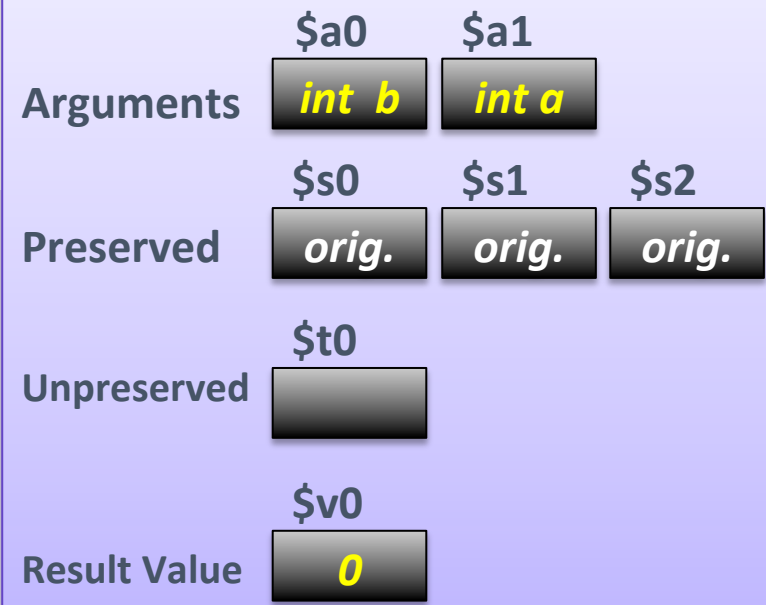 $a0 $a1
Arguments int b int a
$s0 $s1 $s2
Preserved orig. orig. orig.
$t0
Unpreserved
$v0
Result Value 0